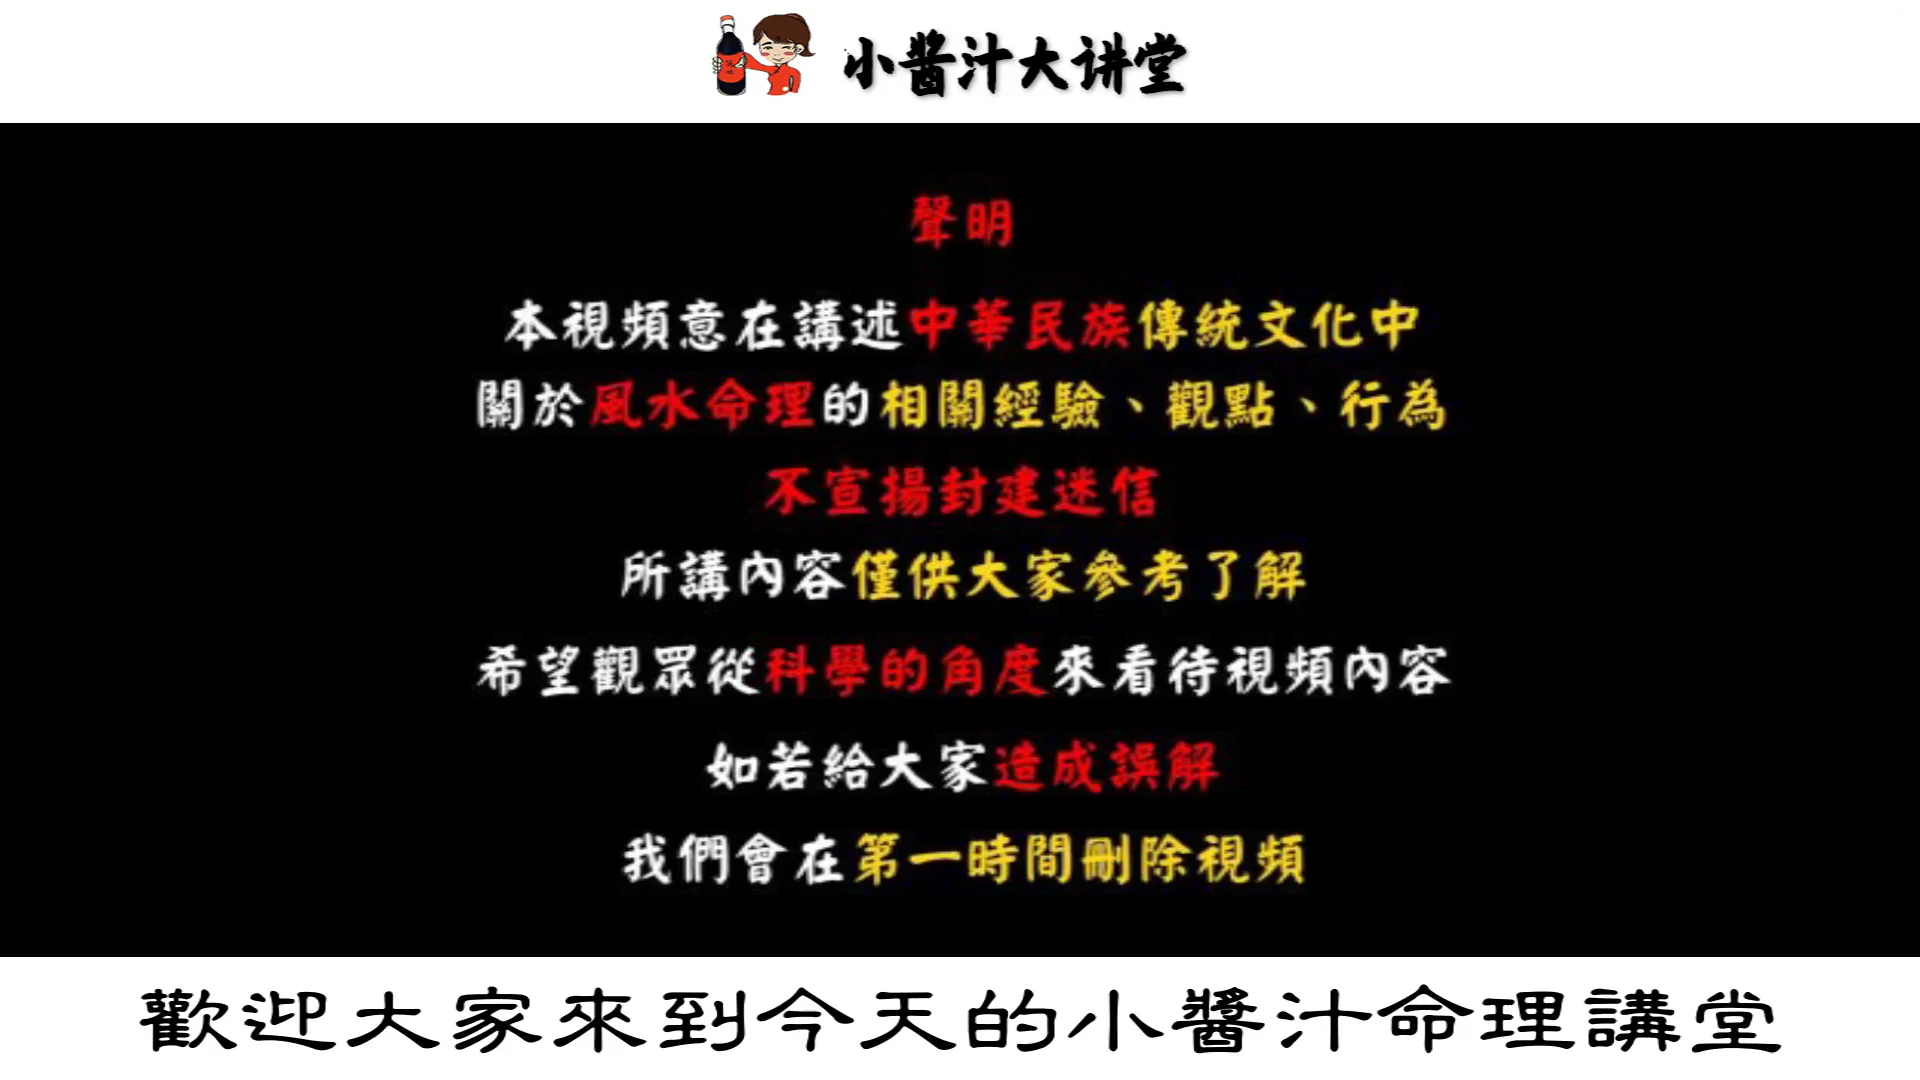 小醬汁大讲堂
聲明
本視頻意在講述中華民族傳統文化中
關於風水命理的相關經驗、觀點、行為
不宣揚封建迷信
所講內容僅供大家參考了解
希望觀眾從科學的角度來看待視頻內容
如若給大家造成誤解
我們會在第一時間刪除視頻
歡迎大家來到今天的小醬汁命理講堂